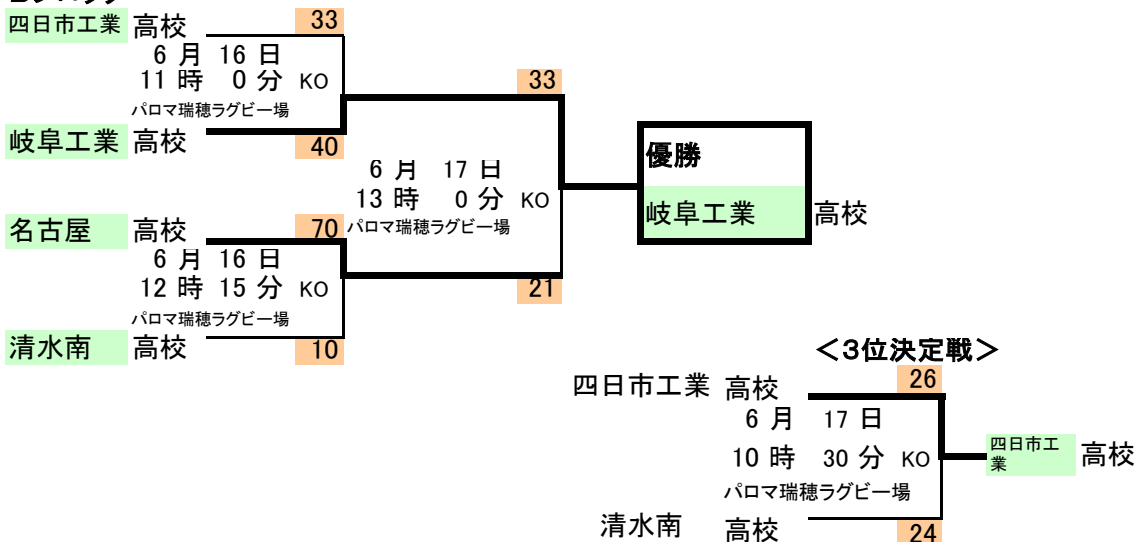 四日市工業 高校 33
6 月 16 日
11 時 0 分 KO
パロマ瑞穂ラグビー場
岐阜工業 高校 40
33
6 月 17 日
13 時 0 分 KO
パロマ瑞穂ラグビー場
21
優勝
岐阜工業 高校
名古屋 高校 70
6 月 16 日
12 時 15 分 KO
パロマ瑞穂ラグビー場
清水南 高校 10
＜3位決定戦＞
四日市工業 高校 26
6 月 17 日
10 時 30 分 KO
パロマ瑞穂ラグビー場
清水南 高校 24
四日市工
業 高校